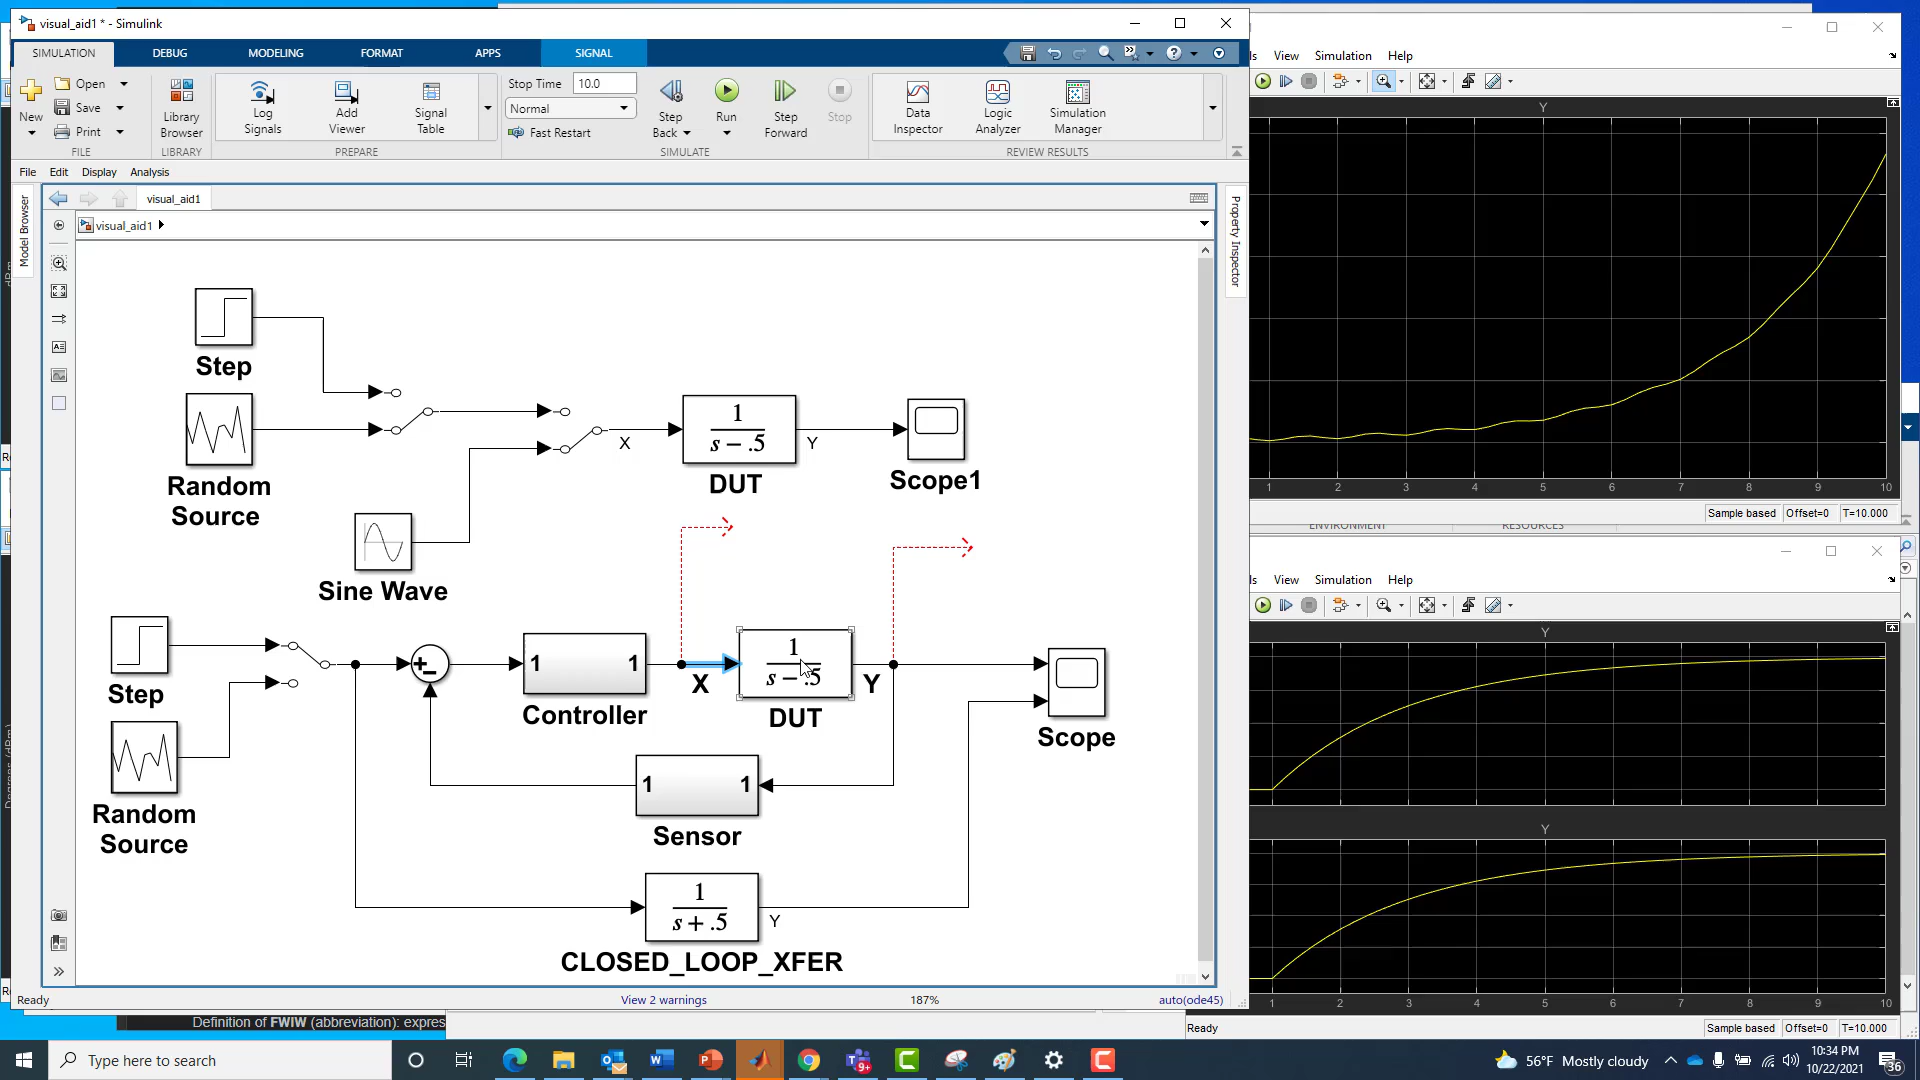 visual_aid1 * - Simulink
SIMULATION DEBUG MODELING FORMAT APPS SIGNAL
New
Open
Save
Print
FILE
Library Browser
LIBRARY
Log Signals
Add Viewer
Signal Table
PREPARE
Stop Time 10.0
Normal
Fast Restart
Step Back
Run
Step Forward
Stop
SIMULATE
Data Inspector
Logic Analyzer
Simulation Manager
REVIEW RESULTS
File Edit Display Analysis
Model Browser
visual_aid1
visual_aid1
Property Inspector
Step
Random
Source
Sine Wave
X
1
s − .5
DUT
Y
Scope1
Step
Random
Source
1 1
Controller
X
1
s − .5
DUT
Y
Scope
1 1
Sensor
1
s + .5
Y
CLOSED_LOOP_XFER
Ready
View 2 warnings
187%
auto(ode45)
Definition of FWIW (abbreviation): expres
ls View Simulation Help
Y
1 2 3 4 5 6 7 8 9 10
Sample based Offset=0 T=10.000
ENVIRONMENT RESOURCES
ls View Simulation Help
Y
Y
1 2 3 4 5 6 7 8 9 10
Ready
Sample based Offset=0 T=10.000
Type here to search
9+
56°F Mostly cloudy
10:34 PM
10/22/2021
36